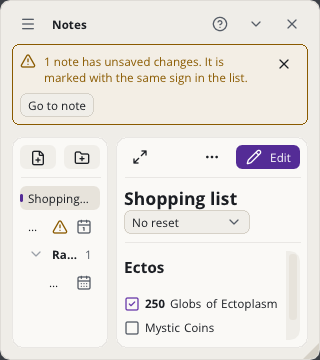 Notes
1 note has unsaved changes. It is
marked with the same sign in the list.
Go to note
Edit
Shopping...
...
Ra... 1
...
Shopping list
No reset
Ectos
250 Globs of Ectoplasm
Mystic Coins